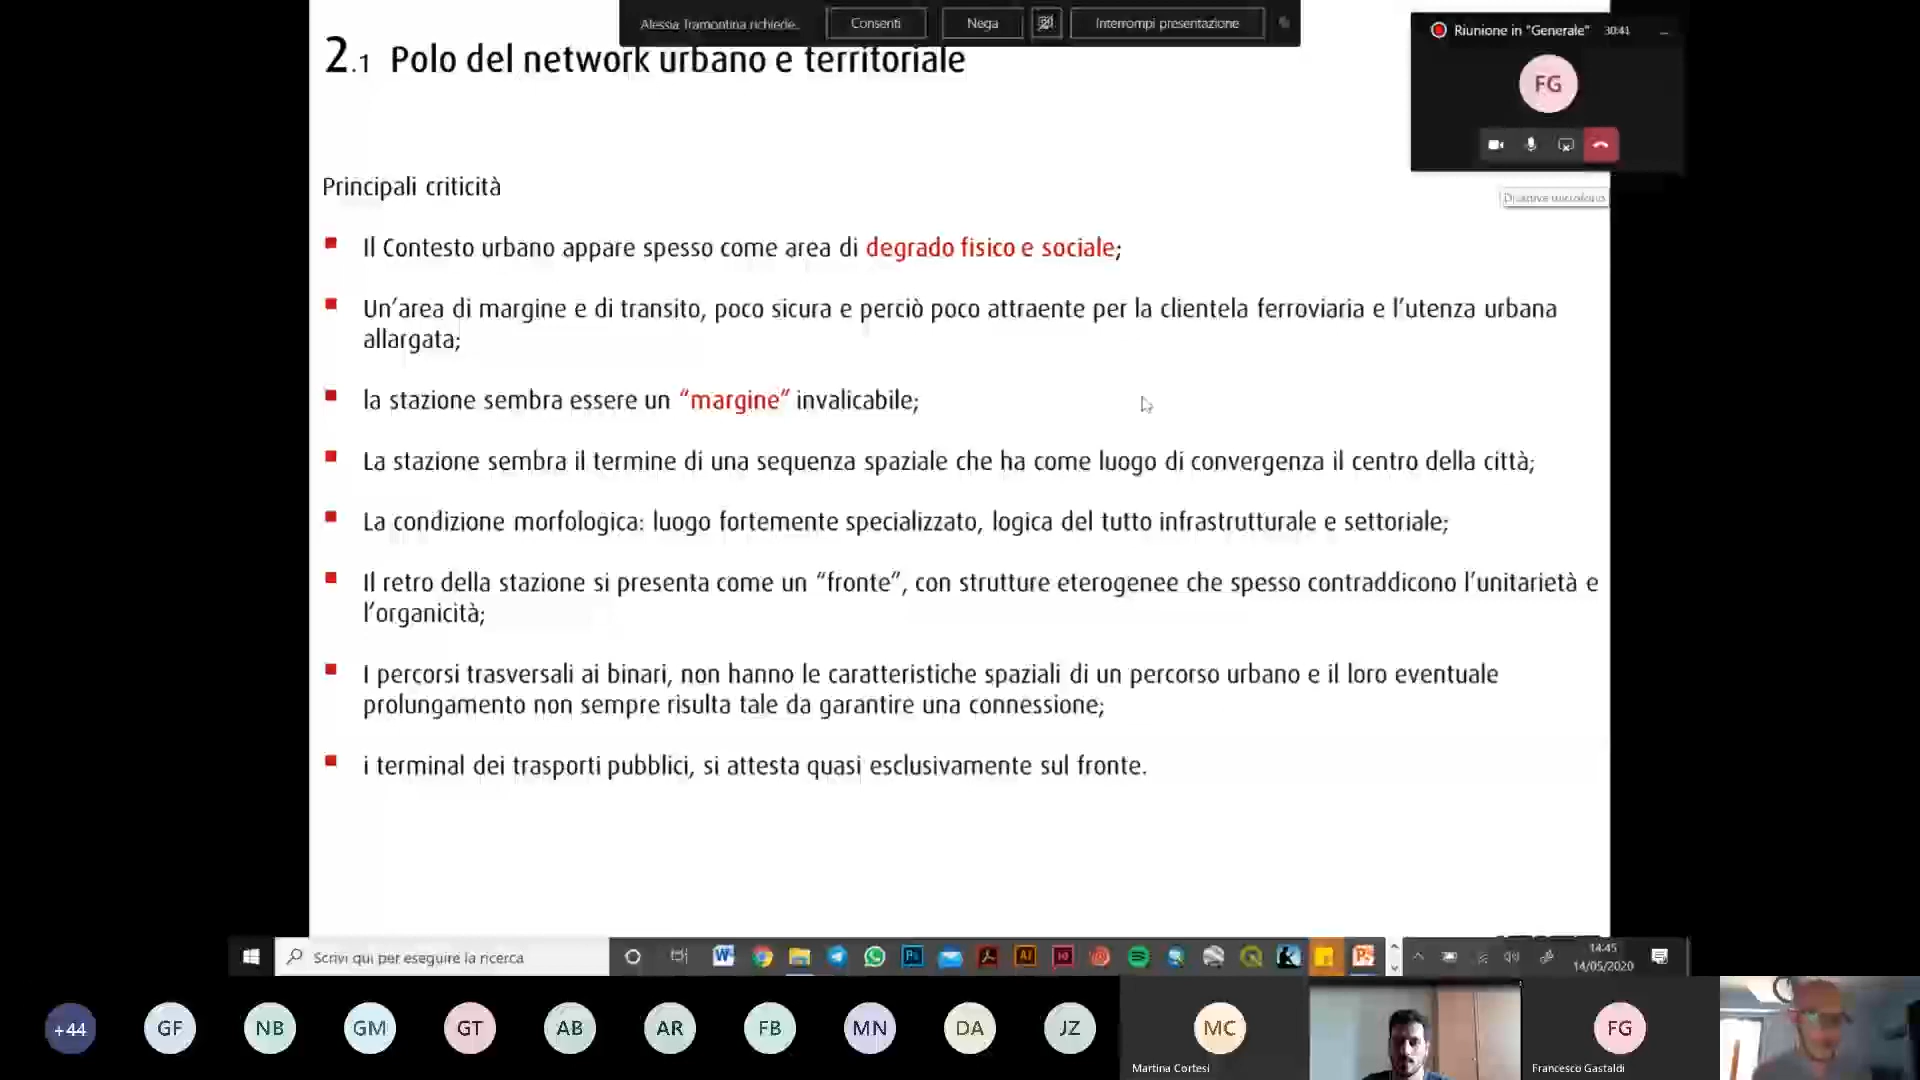 Alessia Tramontina richiede...
Consenti
Nega
Interrompi presentazione
Riunione in "Generale"
30:41
FG
2.1 Polo del network urbano e territoriale
Principali criticità
Il Contesto urbano appare spesso come area di degrado fisico e sociale;
Un'area di margine e di transito, poco sicura e perciò poco attraente per la clientela ferroviaria e l'utenza urbana
allargata;
la stazione sembra essere un “margine” invalicabile;
La stazione sembra il termine di una sequenza spaziale che ha come luogo di convergenza il centro della città;
La condizione morfologica: luogo fortemente specializzato, logica del tutto infrastrutturale e settoriale;
Il retro della stazione si presenta come un “fronte”, con strutture eterogenee che spesso contraddicono l'unitarietà e
l'organicità;
I percorsi trasversali ai binari, non hanno le caratteristiche spaziali di un percorso urbano e il loro eventuale
prolungamento non sempre risulta tale da garantire una connessione;
i terminal dei trasporti pubblici, si attesta quasi esclusivamente sul fronte.
Scrivi qui per eseguire la ricerca
14:45
14/05/2020
+44
GF
NB
GM
GT
AB
AR
FB
MN
DA
JZ
MC
Martina Cortesi
FG
Francesco Gastaldi